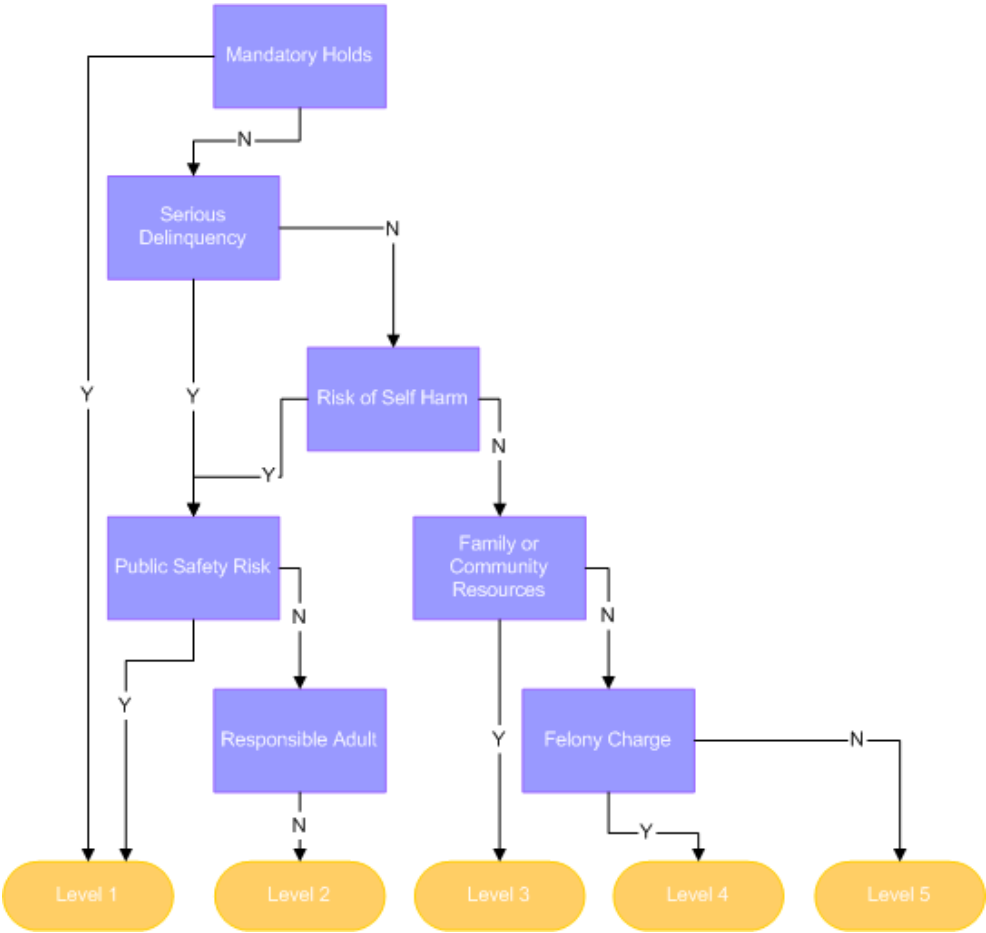 Mandatory Holds
N
Serious
Delinquency
N
Y
Y
Risk of Self Harm
N
Y
Public Safety Risk
Family or
Community
Resources
N
N
Y
Responsible Adult
Y
Felony Charge
N
N
Y
Level 1
Level 2
Level 3
Level 4
Level 5